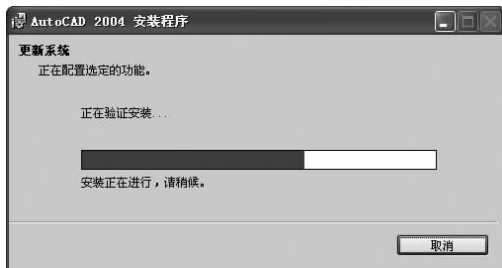 AutoCAD 2004 安装程序
更新系统
正在配置选定的功能。
正在验证安装...
安装正在进行，请稍候。
取消